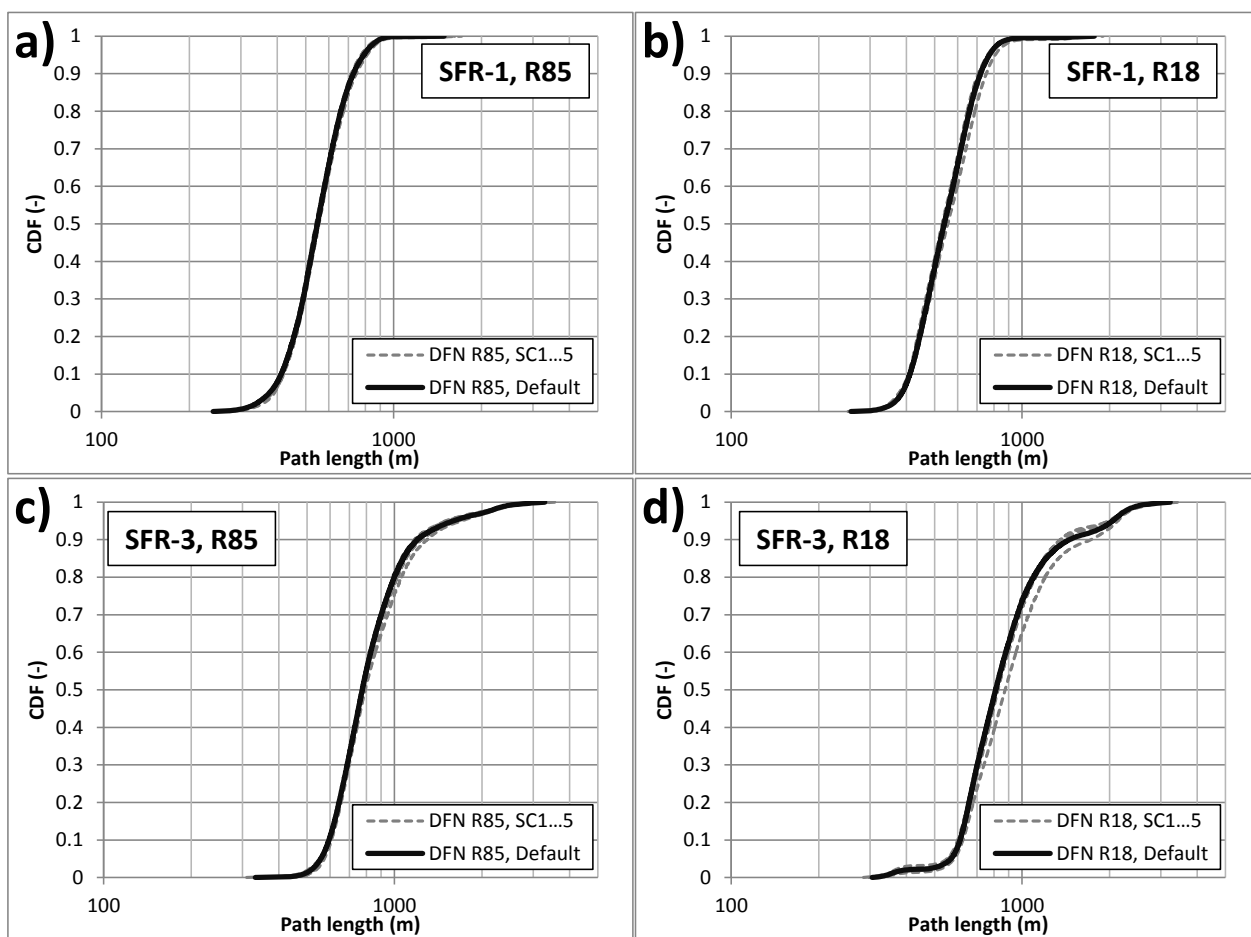 a)
SFR-1, R85
CDF (-)
1
0.9
0.8
0.7
0.6
0.5
0.4
0.3
0.2
0.1
0
DFN R85, SC1...5
DFN R85, Default
100
1000
Path length (m)
b)
SFR-1, R18
CDF (-)
1
0.9
0.8
0.7
0.6
0.5
0.4
0.3
0.2
0.1
0
DFN R18, SC1...5
DFN R18, Default
100
1000
Path length (m)
c)
SFR-3, R85
CDF (-)
1
0.9
0.8
0.7
0.6
0.5
0.4
0.3
0.2
0.1
0
DFN R85, SC1...5
DFN R85, Default
100
1000
Path length (m)
d)
SFR-3, R18
CDF (-)
1
0.9
0.8
0.7
0.6
0.5
0.4
0.3
0.2
0.1
0
DFN R18, SC1...5
DFN R18, Default
100
1000
Path length (m)